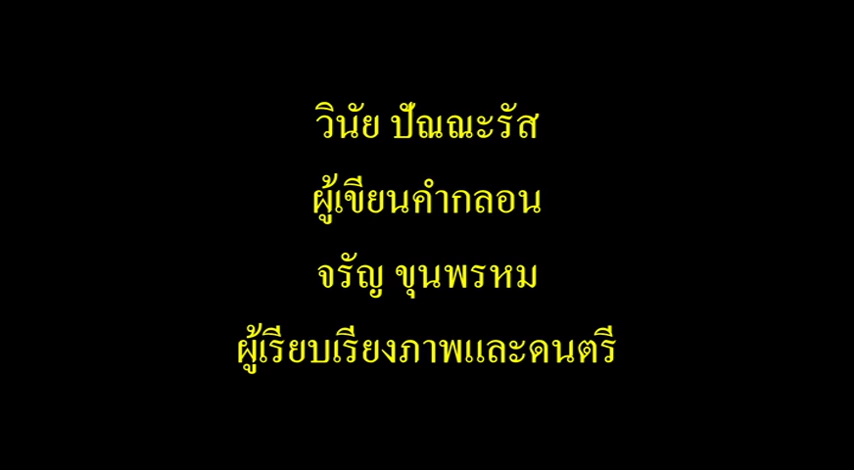 วินัย ปัณณะรัส
ผู้เขียนคำกลอน
จรัญ ขุนพรหม
ผู้เรียบเรียงภาพและดนตรี